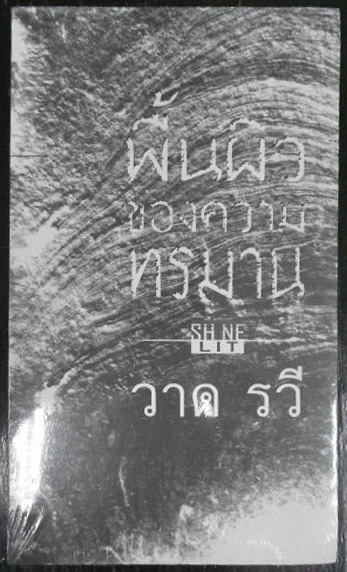 พื้นผิว
ของความ
ทรมาน
SHINE
LIT
วาด รวี